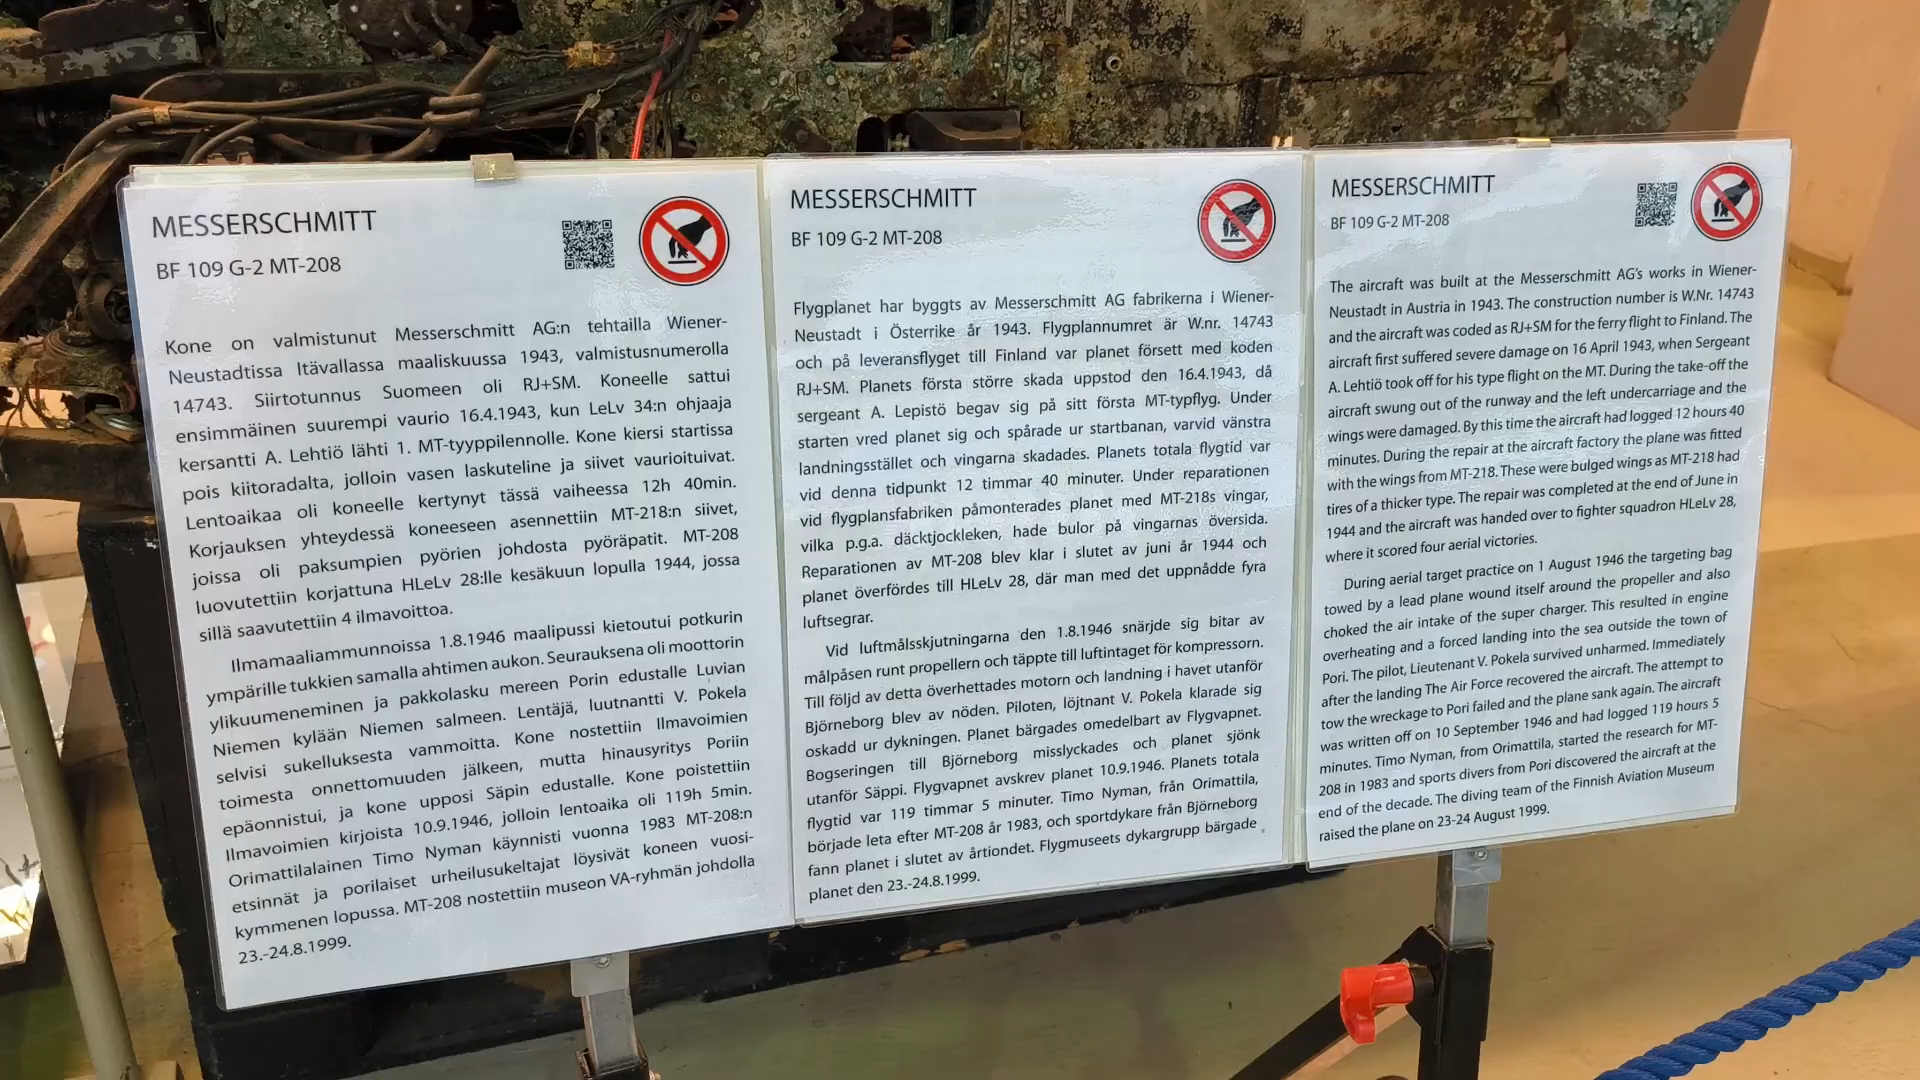 MESSERSCHMITT
BF 109 G-2 MT-208
Kone on valmistunut Messerschmitt AG:n tehtailla Wiener-
Neustadtissa Itävallassa maaliskuussa 1943, valmistusnumerolla
14743. Siirtotunnus Suomeen oli RJ+SM. Koneelle sattui
ensimmäinen suurempi vaurio 16.4.1943, kun LeLv 34:n ohjaaja
kersantti A. Lehtiö lähti 1. MT-tyyppilennolle. Kone kiersi startissa
pois kiitoradalta, jolloin vasen laskuteline ja siivet vaurioituivat.
Lentoaikaa oli koneelle kertynyt tässä vaiheessa 12h 40min.
Korjauksen yhteydessä koneeseen asennettiin MT-218:n siivet,
joissa oli paksumpien pyörien johdosta pyöräpatit. MT-208
luovutettiin korjattuna HLeLv 28:lle kesäkuun lopulla 1944, jossa
sillä saavutettiin 4 ilmavoittoa.
Ilmamaaliammunnoissa 1.8.1946 maalipussi kietoutui potkurin
ympärille tukkien samalla ahtimen aukon. Seurauksena oli moottorin
ylikuumeneminen ja pakkolasku mereen Porin edustalle Luvian
Niemen kylään Niemen salmeen. Lentäjä, luutnantti V. Pokela
selvisi sukelluksesta vammoitta. Kone nostettiin Ilmavoimien
toimesta onnettomuuden jälkeen, mutta hinausyritys Poriin
epäonnistui, ja kone upposi Säpin edustalle. Kone poistettiin
Ilmavoimien kirjoista 10.9.1946, jolloin lentoaika oli 119h 5min.
Orimattilalainen Timo Nyman käynnisti vuonna 1983 MT-208:n
etsinnät ja porilaiset urheilusukeltajat löysivät koneen vuosi-
kymmenen lopussa. MT-208 nostettiin museon VA-ryhmän johdolla
23.-24.8.1999.
MESSERSCHMITT
BF 109 G-2 MT-208
Flygplanet har byggts av Messerschmitt AG fabrikerna i Wiener-
Neustadt i Österrike år 1943. Flygplannumret är W.nr. 14743
och på leveransflyget till Finland var planet försett med koden
RJ+SM. Planets första större skada uppstod den 16.4.1943, då
sergeant A. Lepistö begav sig på sitt första MT-typflyg. Under
starten vred planet sig och spårade ur startbanan, varvid vänstra
landningsstället och vingarna skadades. Planets totala flygtid var
vid denna tidpunkt 12 timmar 40 minuter. Under reparationen
vid flygplansfabriken påmonterades planet med MT-218s vingar,
vilka p.g.a. däcktjockleken, hade bulor på vingarnas översida.
Reparationen av MT-208 blev klar i slutet av juni år 1944 och
planet överfördes till HLeLv 28, där man med det uppnådde fyra
luftsegrar.
Vid luftmålsskjutningarna den 1.8.1946 snärjde sig bitar av
målpåsen runt propellern och täppte till luftintaget för kompressorn.
Till följd av detta överhettades motorn och landning i havet utanför
Björneborg blev av nöden. Piloten, löjtnant V. Pokela klarade sig
oskadd ur dykningen. Planet bärgades omedelbart av Flygvapnet.
Bogseringen till Björneborg misslyckades och planet sjönk
utanför Säppi. Flygvapnet avskrev planet 10.9.1946. Planets totala
flygtid var 119 timmar 5 minuter. Timo Nyman, från Orimattila,
började leta efter MT-208 år 1983, och sportdykare från Björneborg
fann planet i slutet av årtiondet. Flygmuseets dykargrupp bärgade
planet den 23.-24.8.1999.
MESSERSCHMITT
BF 109 G-2 MT-208
The aircraft was built at the Messerschmitt AG's works in Wiener-
Neustadt in Austria in 1943. The construction number is W.Nr. 14743
and the aircraft was coded as RJ+SM for the ferry flight to Finland. The
aircraft first suffered severe damage on 16 April 1943, when Sergeant
A. Lehtiö took off for his type flight on the MT. During the take-off the
aircraft swung out of the runway and the left undercarriage and the
wings were damaged. By this time the aircraft had logged 12 hours 40
minutes. During the repair at the aircraft factory the plane was fitted
with the wings from MT-218. These were bulged wings as MT-218 had
tires of a thicker type. The repair was completed at the end of June in
1944 and the aircraft was handed over to fighter squadron HLeLv 28,
where it scored four aerial victories.
During aerial target practice on 1 August 1946 the targeting bag
towed by a lead plane wound itself around the propeller and also
choked the air intake of the super charger. This resulted in engine
overheating and a forced landing into the sea outside the town of
Pori. The pilot, Lieutenant V. Pokela survived unharmed. Immediately
after the landing The Air Force recovered the aircraft. The attempt to
tow the wreckage to Pori failed and the plane sank again. The aircraft
was written off on 10 September 1946 and had logged 119 hours 5
minutes. Timo Nyman, from Orimattila, started the research for MT-
208 in 1983 and sports divers from Pori discovered the aircraft at the
end of the decade. The diving team of the Finnish Aviation Museum
raised the plane on 23-24 August 1999.